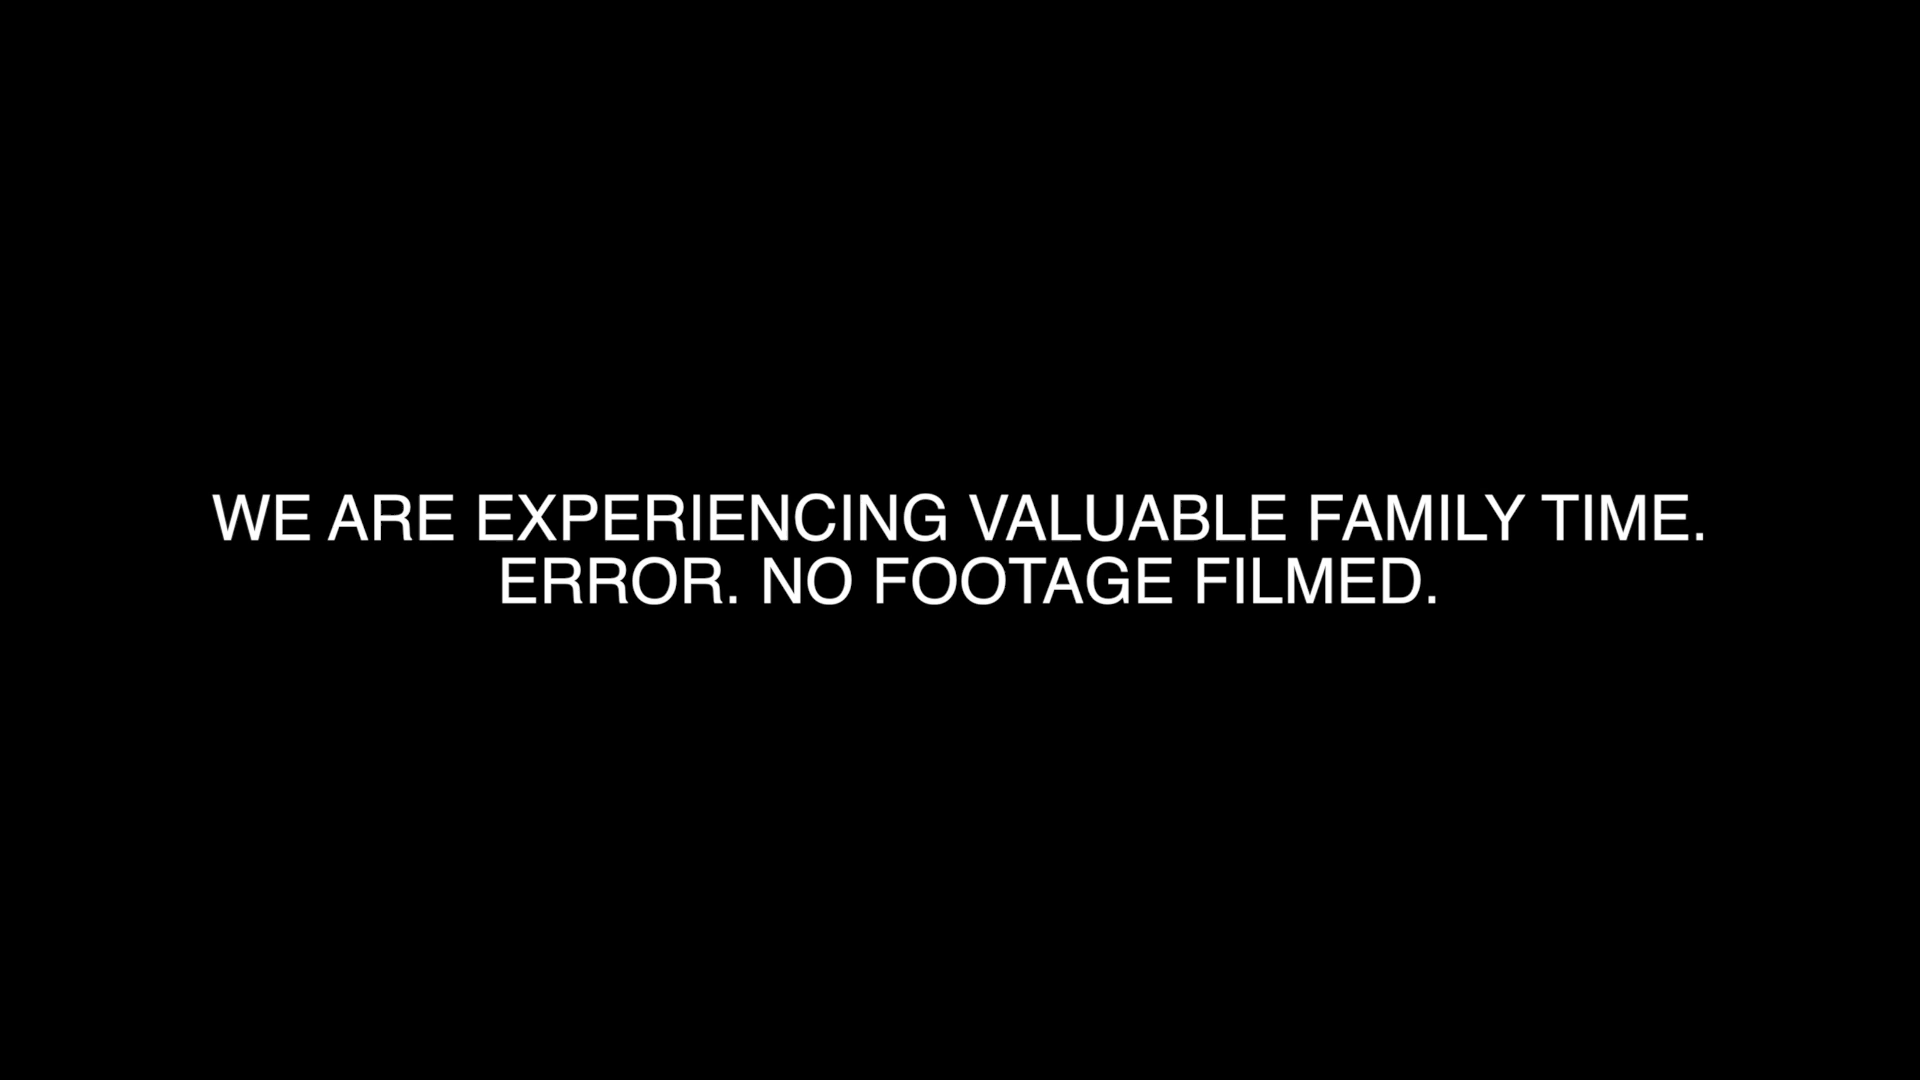 WE ARE EXPERIENCING VALUABLE FAMILY TIME.
ERROR. NO FOOTAGE FILMED.